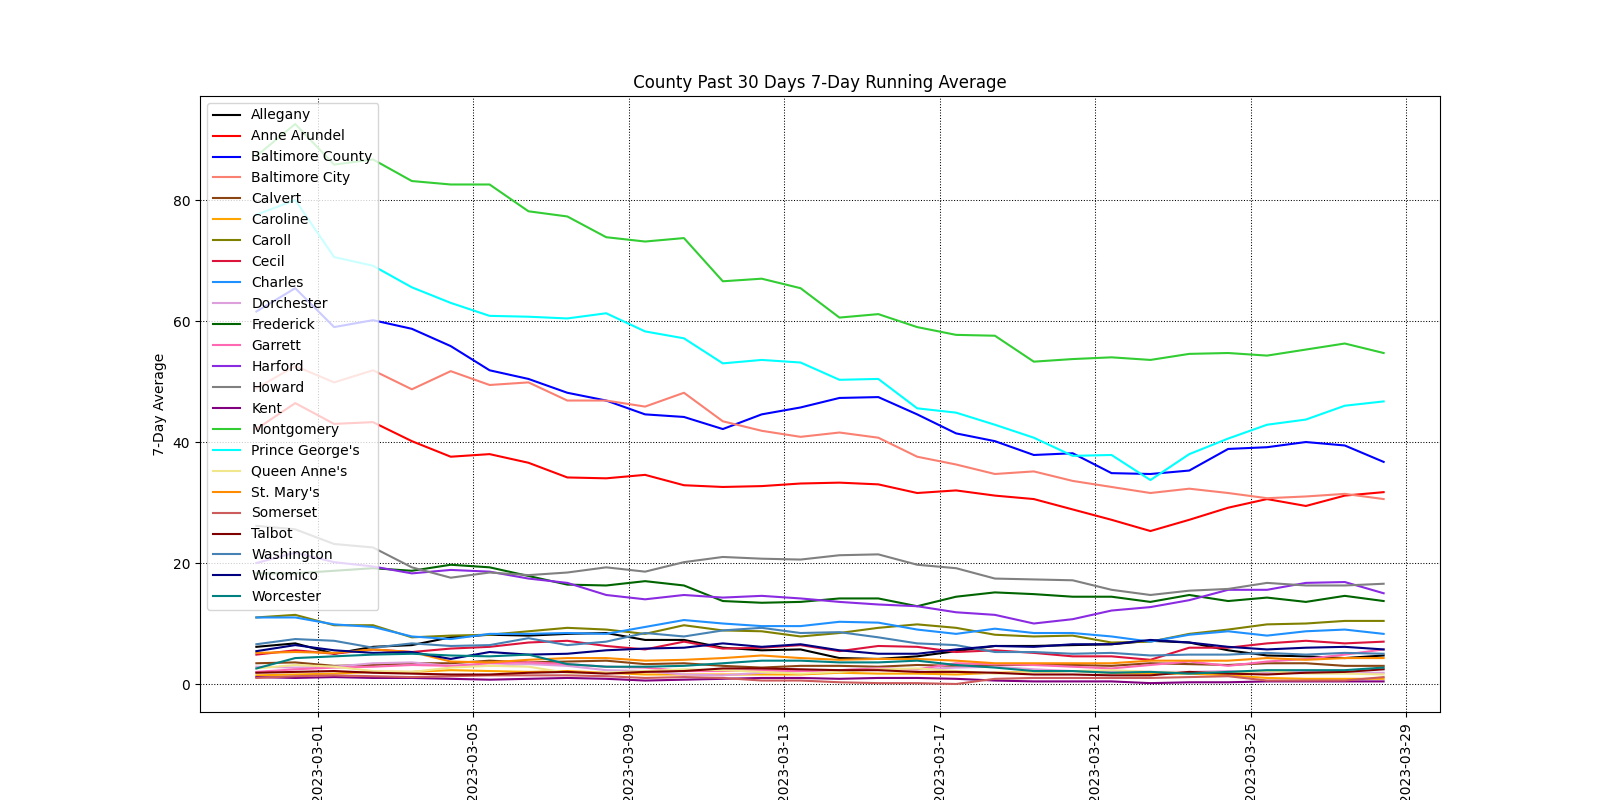 County Past 30 Days 7-Day Running Average
7-Day Average
80
60
40
20
0
Allegany
Anne Arundel
Baltimore County
Baltimore City
Calvert
Caroline
Caroll
Cecil
Charles
Dorchester
Frederick
Garrett
Harford
Howard
Kent
Montgomery
Prince George's
Queen Anne's
St. Mary's
Somerset
Talbot
Washington
Wicomico
Worcester
2023-03-01
2023-03-05
2023-03-09
2023-03-13
2023-03-17
2023-03-21
2023-03-25
2023-03-29